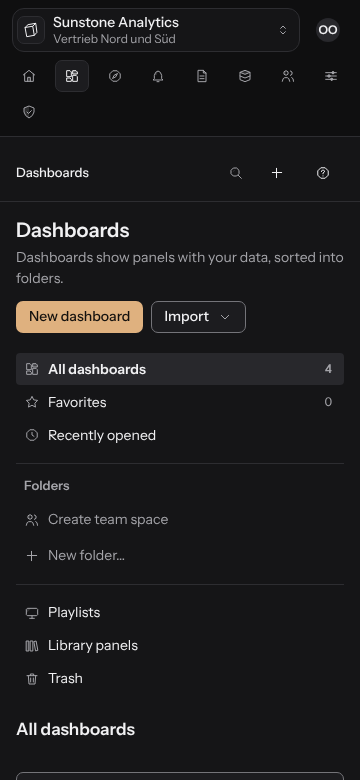 Sunstone Analytics
Vertrieb Nord und Süd
OO
Dashboards
Dashboards
Dashboards show panels with your data, sorted into
folders.
New dashboard
Import
All dashboards 4
Favorites 0
Recently opened
Folders
Create team space
New folder...
Playlists
Library panels
Trash
All dashboards